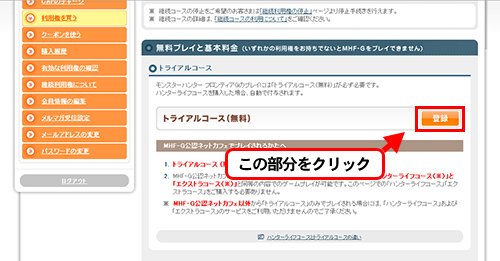 利用権を買う
クーポンを使う
購入履歴
有効な利用権の確認
継続利用権について
会員情報の編集
メルマガ受信設定
メールアドレスの変更
パスワードの変更
ログアウト
※ 継続コースの停止をご希望のお客さまは「継続利用権の停止」ページより停止手続きを行えます。
※ 継続コースの詳細は、「継続コースの利用について」をご確認ください。
無料プレイと基本料金（いずれかの利用権をお持ちでないとMHF-Gをプレイできません）
トライアルコース
モンスターハンター フロンティアGのプレイには「トライアルコース（無料）」が必ず必要です。
ハンターライフコースを購入した場合、自動で付与されます。
トライアルコース（無料）
登録
MHF-G公認ネットカフェでプレイされるかたへ
この部分をクリック
1. トライアルコース（
2. MHF-G公認ネットカフェ
ハンターライフコース（※）」と
「エクストラコース（※）」と同等の内容でのゲームプレイが可能です。このページでの「ハンターライフコース」「エク
ストラコース」をご購入する必要ありません。
※ MHF-G公認ネットカフェ以外から「トライアルコース」のみでプレイされる場合には、「ハンターライフコース」および
「エクストラコース」のサービスをご利用いただけませんのでご了承ください。
ハンターライフコースとトライアルコースの違い